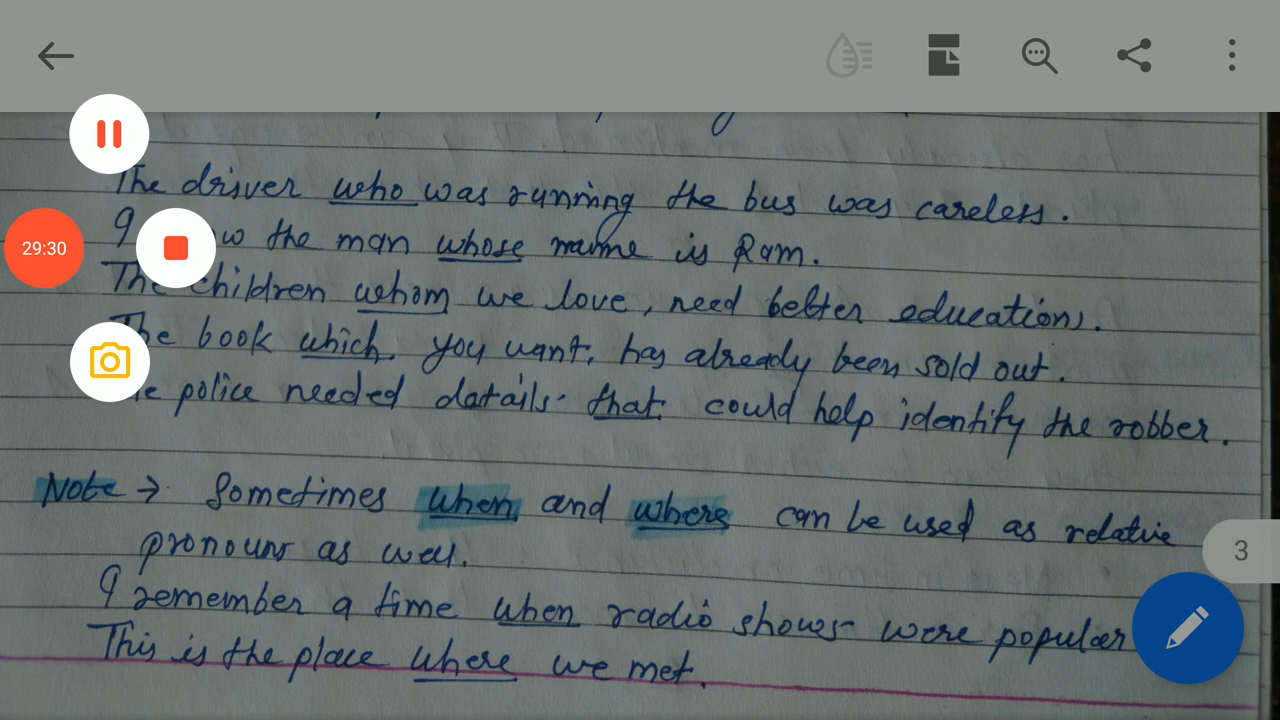 The driver who was running the bus was careless.
29:30
I know the man whose name is Ram.
The children whom we love, need better education.
The book which you want, has already been sold out.
The police needed details that could help identify the robber.
Note → Sometimes when and where can be used as relative
pronouns as well.
3
I remember a time when radio shows were popular
This is the place where we met.